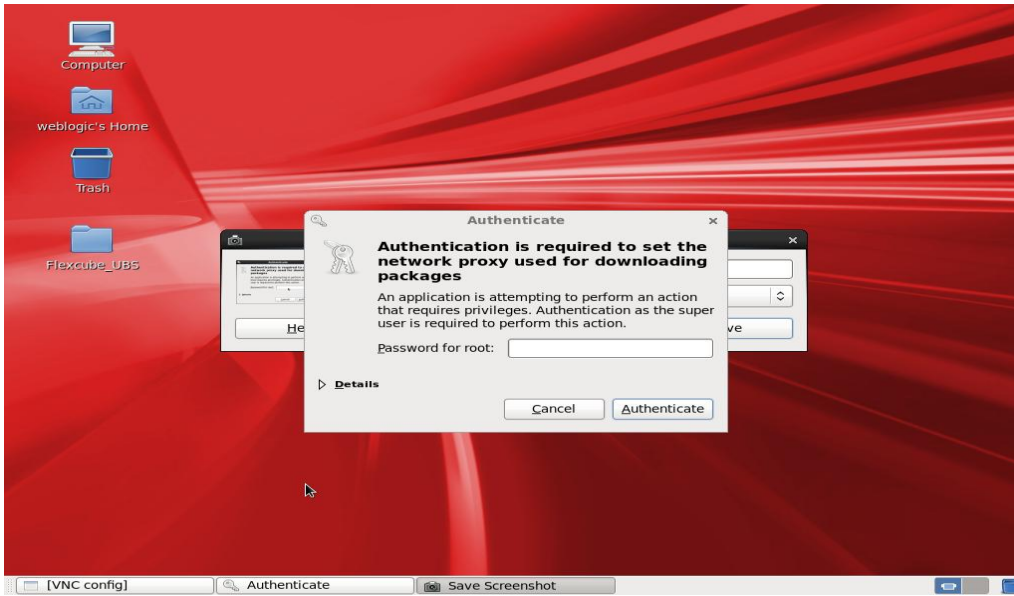 Computer
weblogic's Home
Trash
Flexcube_UBS
Authenticate
Authentication is required to set the
network proxy used for downloading
packages
An application is attempting to perform an action
that requires privileges. Authentication as the super
user is required to perform this action.
Password for root:
Details
Cancel
Authenticate
He
ve
[VNC config]
Authenticate
Save Screenshot